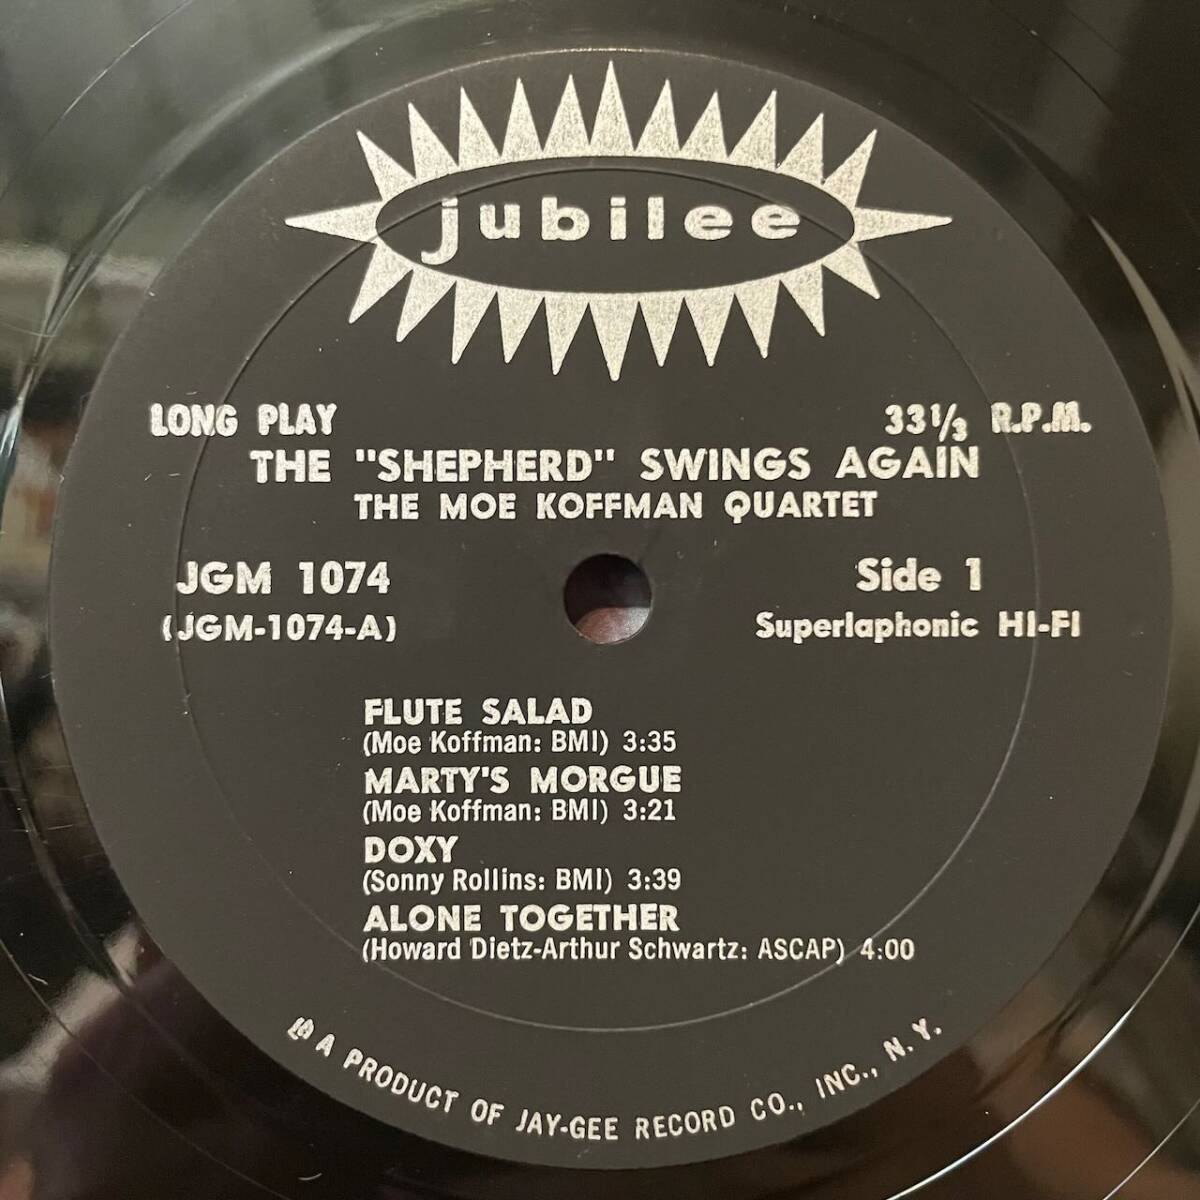 jubilee
LONG PLAY
33 1/3 R.P.M.
THE "SHEPHERD" SWINGS AGAIN
THE MOE KOFFMAN QUARTET
JGM 1074
Side 1
(JGM-1074-A)
Superlaphonic HI-FI
FLUTE SALAD
(Moe Koffman: BMI) 3:35
MARTY'S MORGUE
(Moe Koffman: BMI) 3:21
DOXY
(Sonny Rollins: BMI) 3:39
ALONE TOGETHER
(Howard Dietz-Arthur Schwartz: ASCAP) 4:00
A PRODUCT OF JAY-GEE RECORD CO., INC., N. Y.